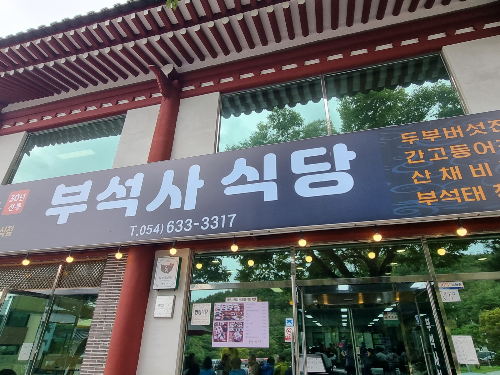 30년
전통
부석사 식당
T.054) 633-3317
두부버섯전
간고등어
산채비
부석태